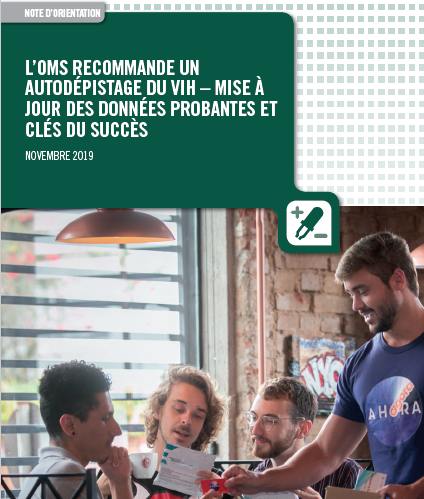 NOTE D'ORIENTATION
L'OMS RECOMMANDE UN
AUTODÉPISTAGE DU VIH – MISE À
JOUR DES DONNÉES PROBANTES ET
CLÉS DU SUCCÈS
NOVEMBRE 2019
AHORA